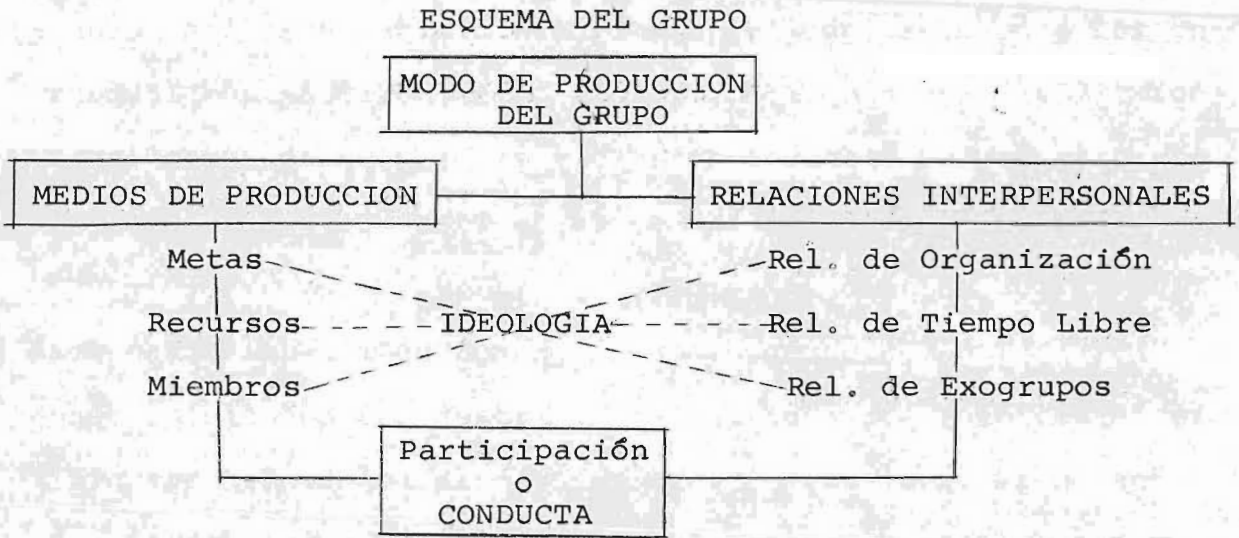 ESQUEMA DEL GRUPO
MODO DE PRODUCCION
DEL GRUPO
MEDIOS DE PRODUCCION
RELACIONES INTERPERSONALES
Metas
Rel. de Organización
Recursos
IDEOLOGIA
Rel. de Tiempo Libre
Miembros
Rel. de Exogrupos
Participación
o
CONDUCTA